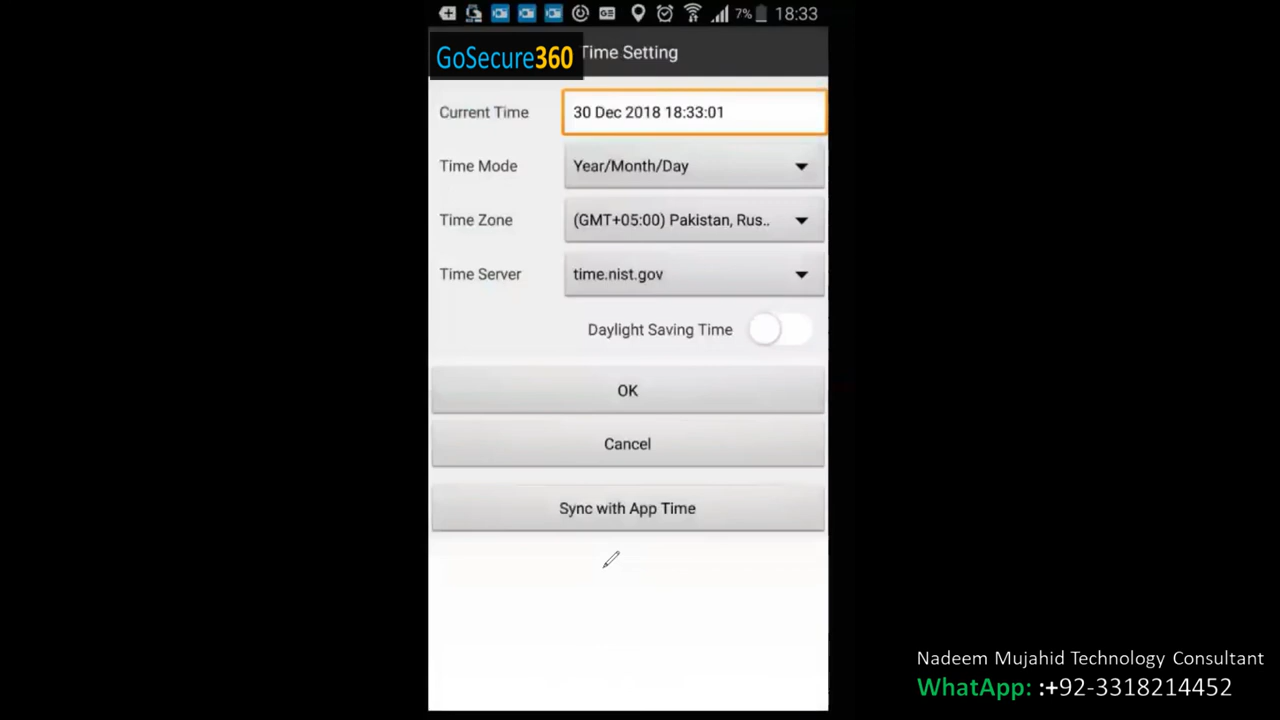 7% 18:33
GoSecure360 Time Setting
Current Time 30 Dec 2018 18:33:01
Time Mode Year/Month/Day
Time Zone (GMT+05:00) Pakistan, Rus..
Time Server time.nist.gov
Daylight Saving Time
OK
Cancel
Sync with App Time
Nadeem Mujahid Technology Consultant
WhatApp: :+92-3318214452